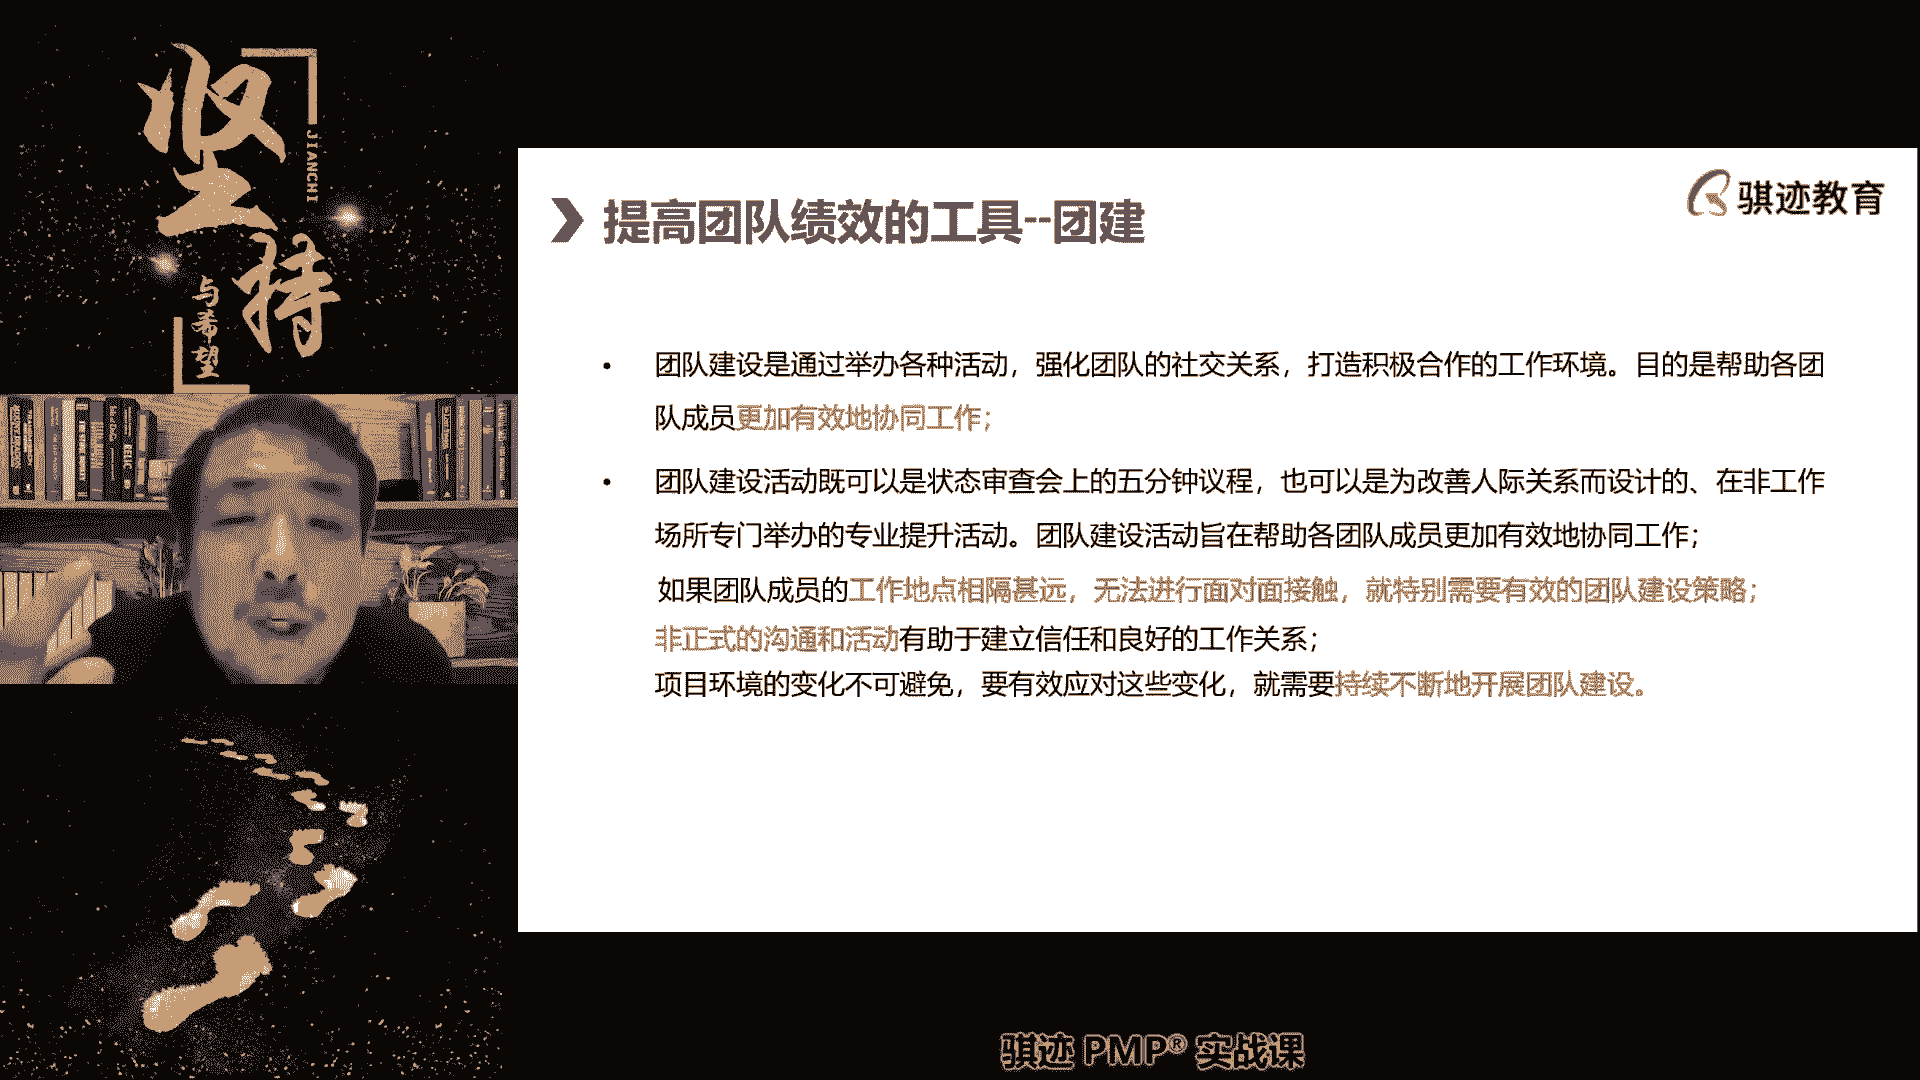 坚持
JIANCHI
与希望
骐迹教育
提高团队绩效的工具--团建
• 团队建设是通过举办各种活动，强化团队的社交关系，打造积极合作的工作环境。目的是帮助各团
队成员更加有效地协同工作；
• 团队建设活动既可以是状态审查会上的五分钟议程，也可以是为改善人际关系而设计的、在非工作
场所专门举办的专业提升活动。团队建设活动旨在帮助各团队成员更加有效地协同工作；
如果团队成员的工作地点相隔甚远，无法进行面对面接触，就特别需要有效的团队建设策略；
非正式的沟通和活动有助于建立信任和良好的工作关系；
项目环境的变化不可避免，要有效应对这些变化，就需要持续不断地开展团队建设。
骐迹 PMP® 实战课